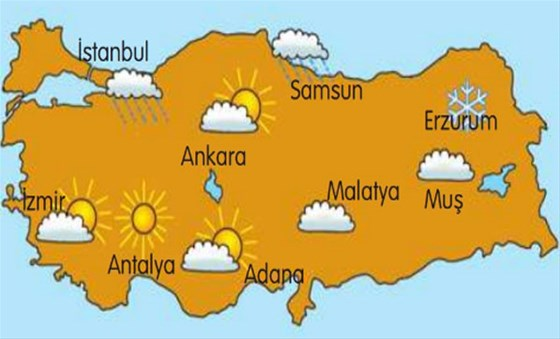 İstanbul
Samsun
Erzurum
Ankara
Malatya
Muş
İzmir
Antalya
Adana